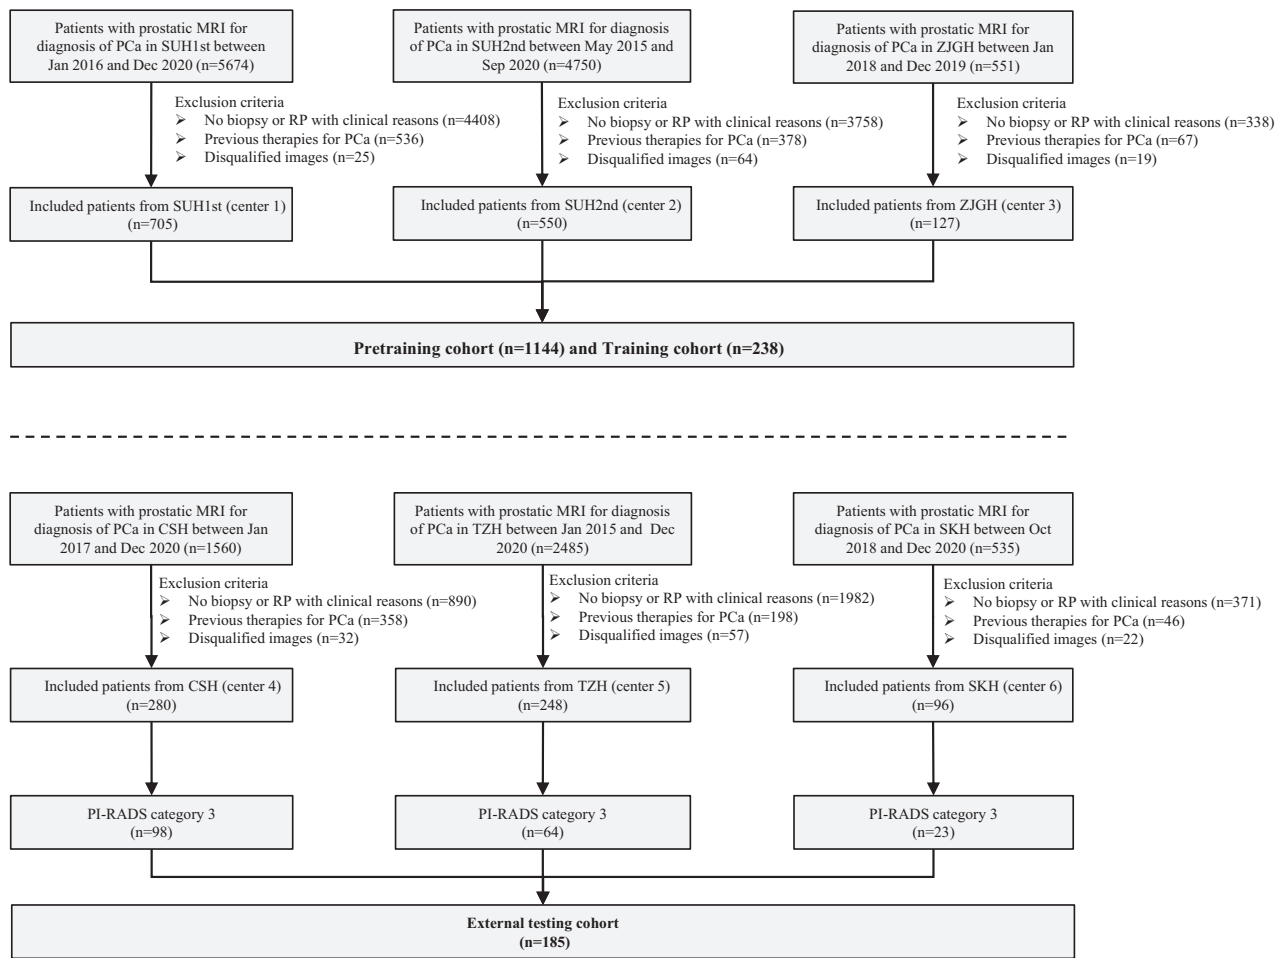 Patients with prostatic MRI for
diagnosis of PCa in SUH1st between
Jan 2016 and Dec 2020 (n=5674)
Patients with prostatic MRI for diagnosis
of PCa in SUH2nd between May 2015 and
Sep 2020 (n=4750)
Patients with prostatic MRI for
diagnosis of PCa in ZJGH between Jan
2018 and Dec 2019 (n=551)
Exclusion criteria
➢ No biopsy or RP with clinical reasons (n=4408)
➢ Previous therapies for PCa (n=536)
➢ Disqualified images (n=25)
Exclusion criteria
➢ No biopsy or RP with clinical reasons (n=3758)
➢ Previous therapies for PCa (n=378)
➢ Disqualified images (n=64)
Exclusion criteria
➢ No biopsy or RP with clinical reasons (n=338)
➢ Previous therapies for PCa (n=67)
➢ Disqualified images (n=19)
Included patients from SUH1st (center 1)
(n=705)
Included patients from SUH2nd (center 2)
(n=550)
Included patients from ZJGH (center 3)
(n=127)
Pretraining cohort (n=1144) and Training cohort (n=238)
Patients with prostatic MRI for
diagnosis of PCa in CSH between Jan
2017 and Dec 2020 (n=1560)
Patients with prostatic MRI for diagnosis
of PCa in TZH between Jan 2015 and Dec
2020 (n=2485)
Patients with prostatic MRI for
diagnosis of PCa in SKH between Oct
2018 and Dec 2020 (n=535)
Exclusion criteria
➢ No biopsy or RP with clinical reasons (n=890)
➢ Previous therapies for PCa (n=358)
➢ Disqualified images (n=32)
Exclusion criteria
➢ No biopsy or RP with clinical reasons (n=1982)
➢ Previous therapies for PCa (n=198)
➢ Disqualified images (n=57)
Exclusion criteria
➢ No biopsy or RP with clinical reasons (n=371)
➢ Previous therapies for PCa (n=46)
➢ Disqualified images (n=22)
Included patients from CSH (center 4)
(n=280)
Included patients from TZH (center 5)
(n=248)
Included patients from SKH (center 6)
(n=96)
PI-RADS category 3
(n=98)
PI-RADS category 3
(n=64)
PI-RADS category 3
(n=23)
External testing cohort
(n=185)